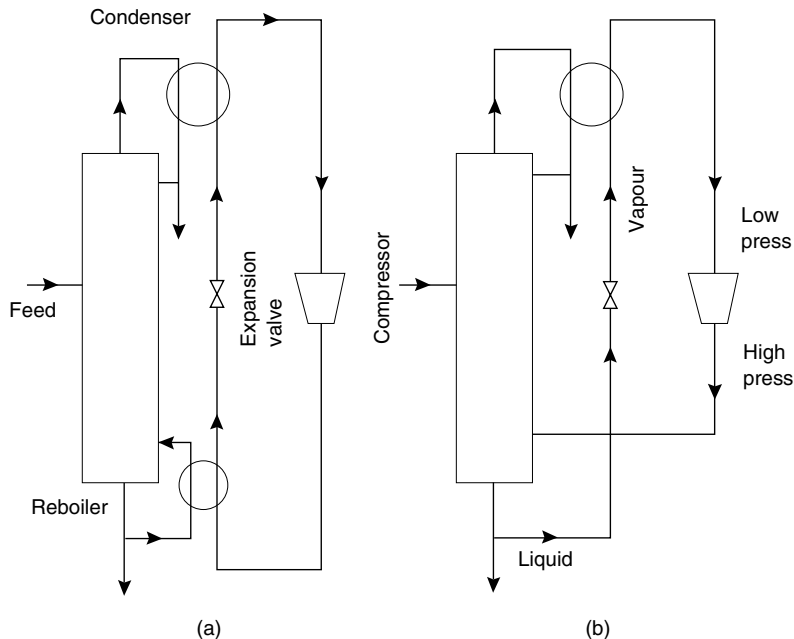 Condenser
Feed
Expansion
valve
Reboiler
(a)
Compressor
Vapour
Low
press
High
press
Liquid
(b)